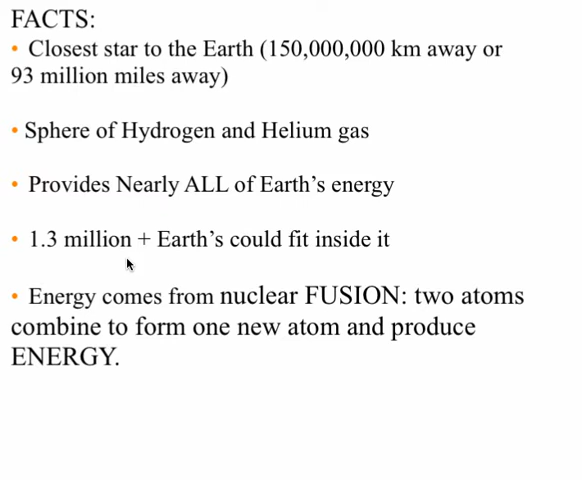 FACTS:
• Closest star to the Earth (150,000,000 km away or
93 million miles away)
• Sphere of Hydrogen and Helium gas
• Provides Nearly ALL of Earth’s energy
• 1.3 million + Earth’s could fit inside it
• Energy comes from nuclear FUSION: two atoms
combine to form one new atom and produce
ENERGY.